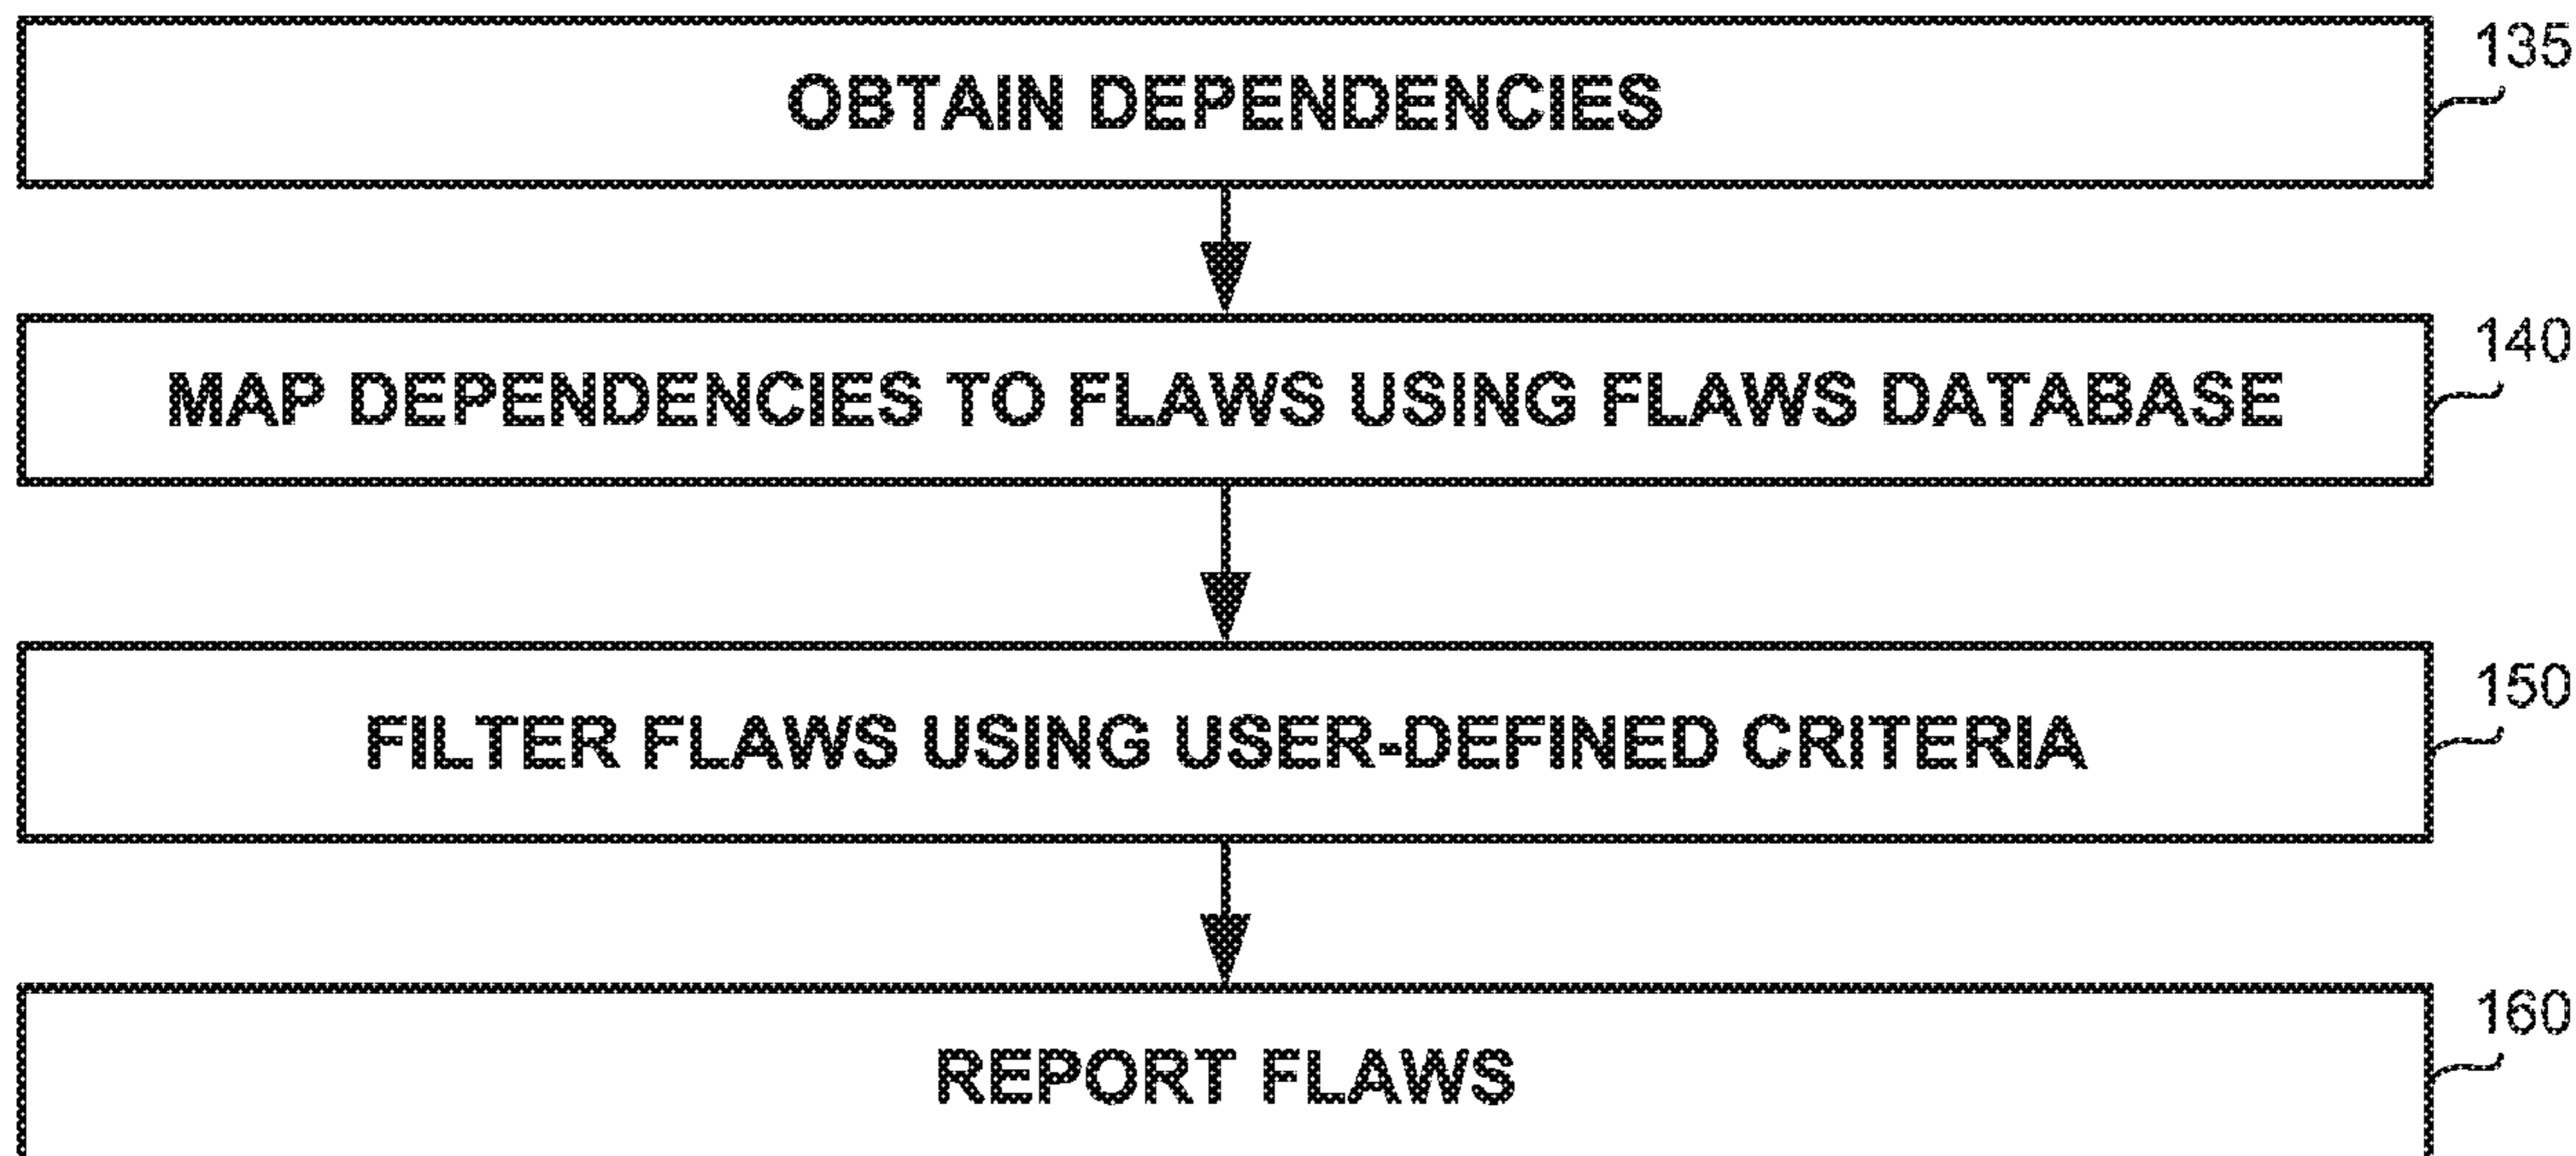 OBTAIN DEPENDENCIES
135
MAP DEPENDENCIES TO FLAWS USING FLAWS DATABASE
140
FILTER FLAWS USING USER-DEFINED CRITERIA
150
REPORT FLAWS
160